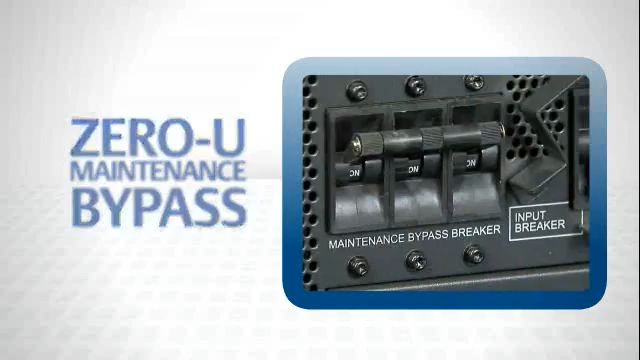 ZERO-U
MAINTENANCE
BYPASS
ON ON ON
MAINTENANCE BYPASS BREAKER
INPUT
BREAKER